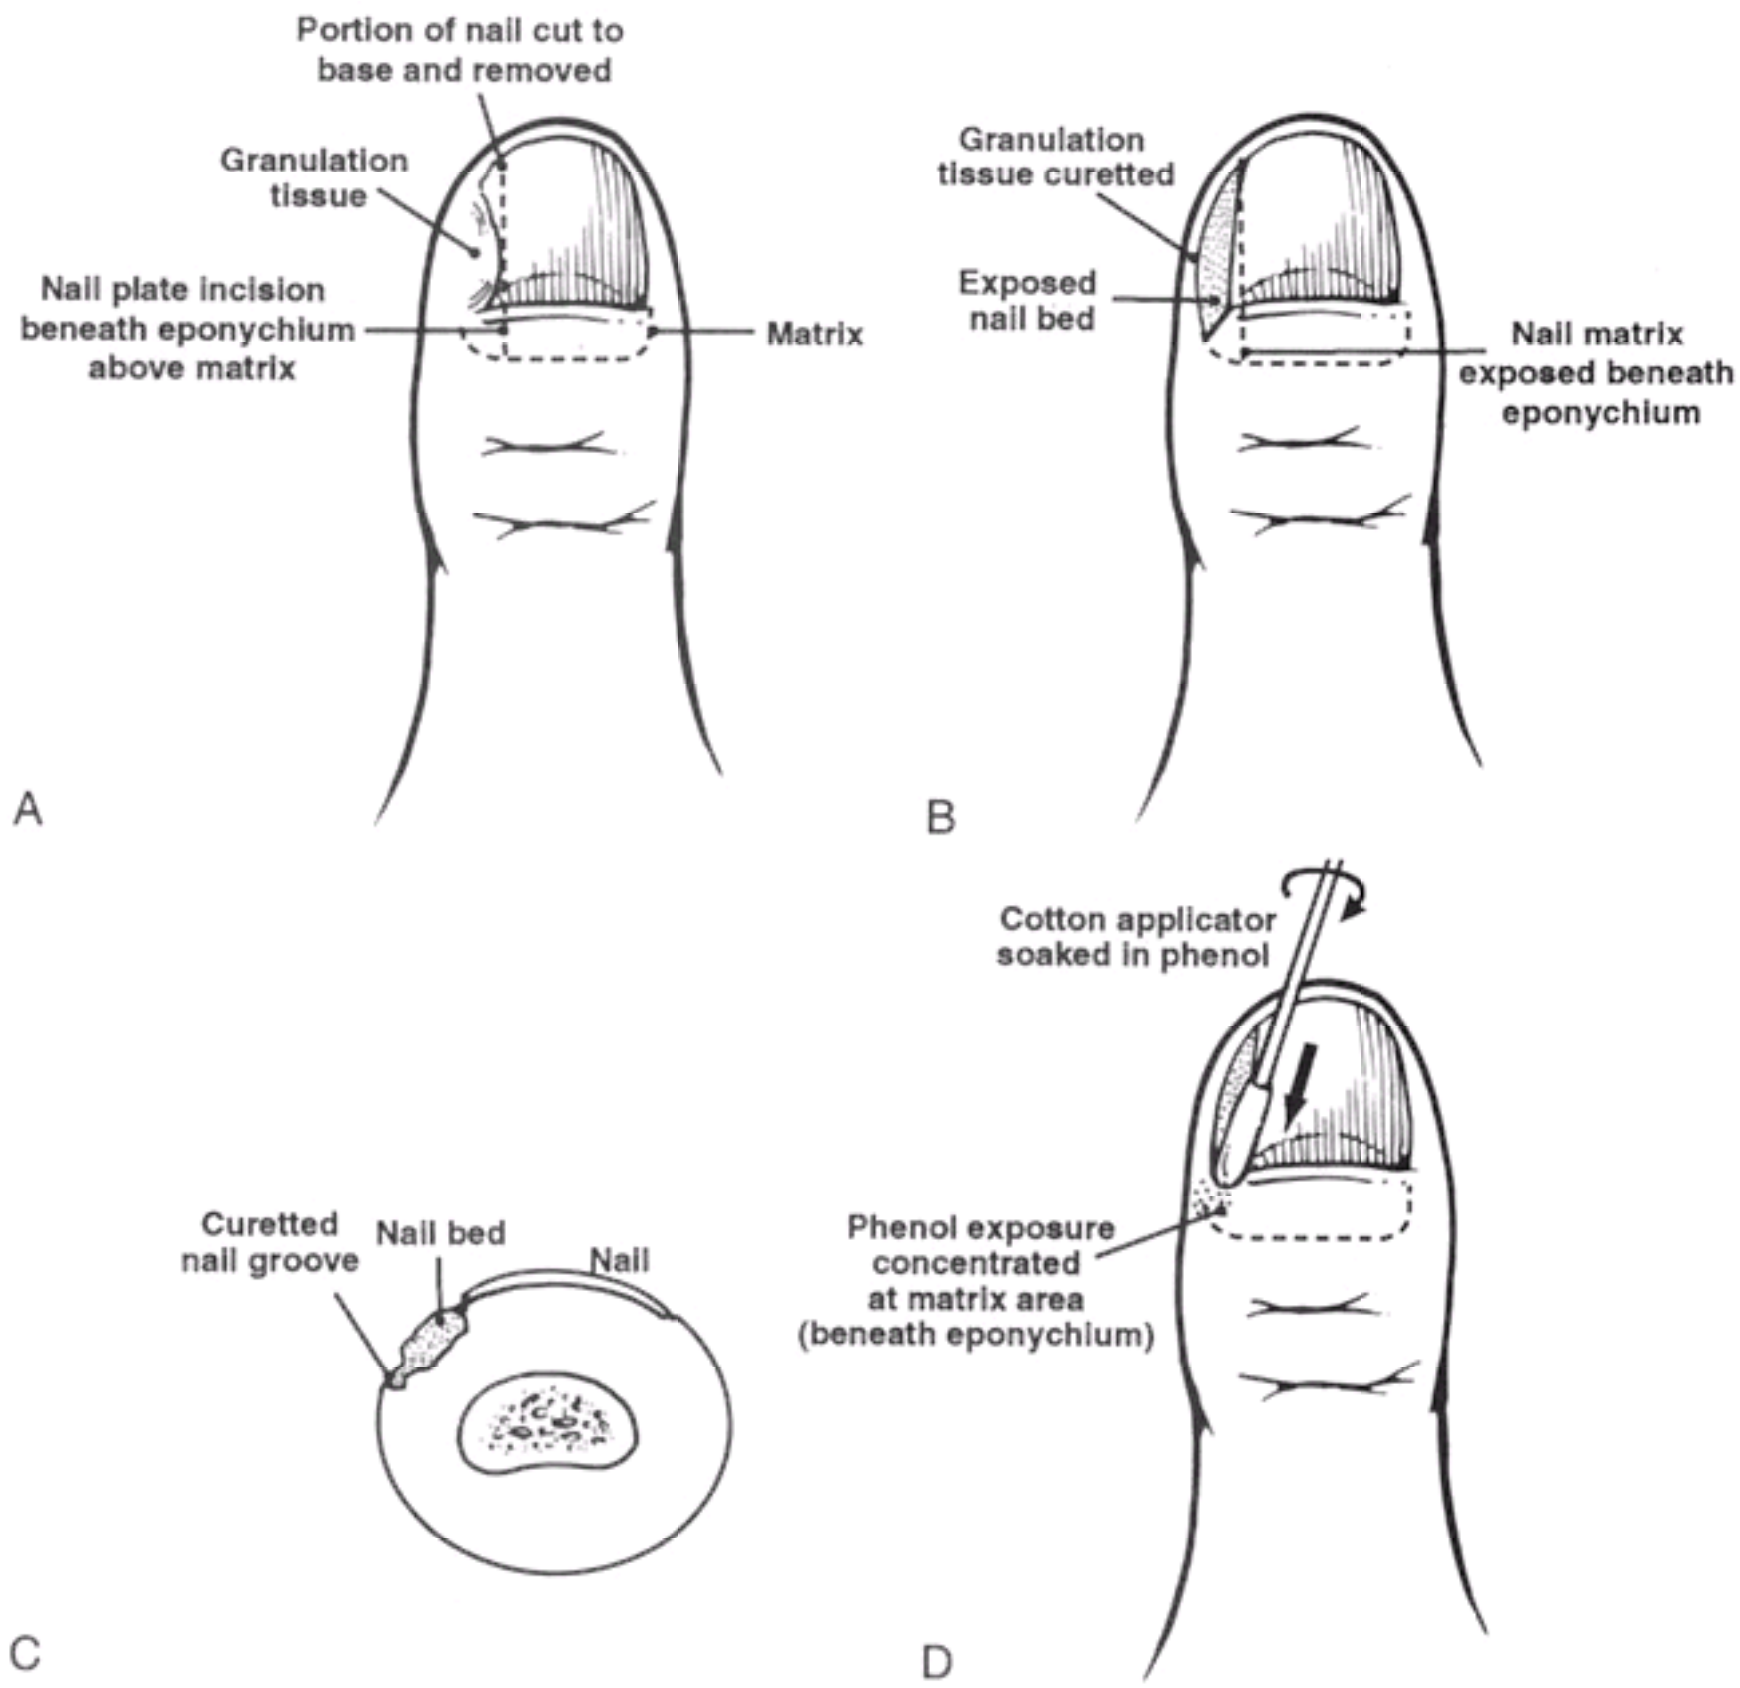 Portion of nail cut to
base and removed
Granulation
tissue
Nail plate incision
beneath eponychium
above matrix
Matrix
A
Granulation
tissue curetted
Exposed
nail bed
Nail matrix
exposed beneath
eponychium
B
Curetted
nail groove
Nail bed
Nail
C
Cotton applicator
soaked in phenol
Phenol exposure
concentrated
at matrix area
(beneath eponychium)
D